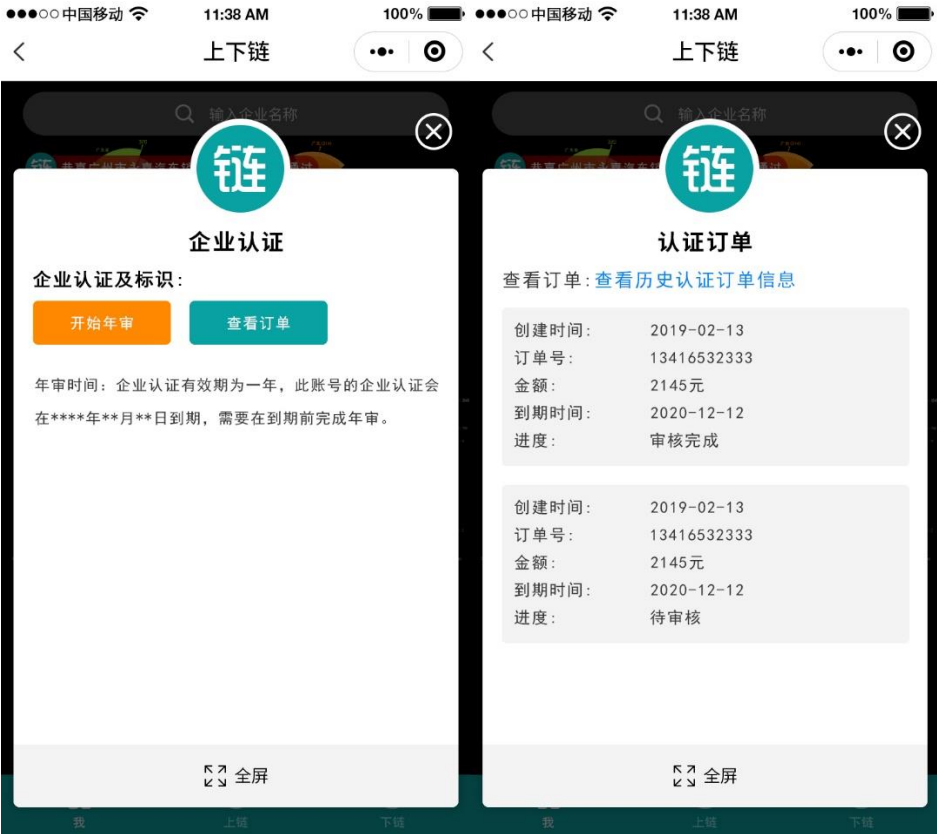 中国移动 11:38 AM 100%
上下链
输入企业名称
链
企业认证
企业认证及标识:
开始年审 查看订单
年审时间：企业认证有效期为一年，此账号的企业认证会
在****年**月**日到期，需要在到期前完成年审。
全屏
我 上链 下链
中国移动 11:38 AM 100%
上下链
输入企业名称
链
认证订单
查看订单:查看历史认证订单信息
创建时间: 2019-02-13
订单号: 13416532333
金额: 2145元
到期时间: 2020-12-12
进度: 审核完成
创建时间: 2019-02-13
订单号: 13416532333
金额: 2145元
到期时间: 2020-12-12
进度: 待审核
全屏
我 上链 下链